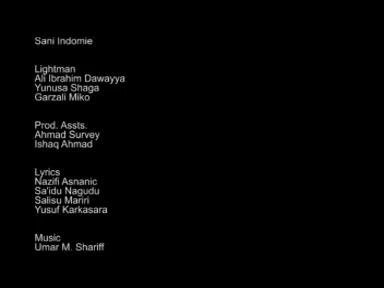 Sani Indomie
Lightman
Ali Ibrahim Dawayya
Yunusa Shaga
Garzali Miko
Prod. Assts.
Ahmad Survey
Ishaq Ahmad
Lyrics
Nazifi Asnanic
Sa'idu Nagudu
Salisu Mariri
Yusuf Karkasara
Music
Umar M. Shariff